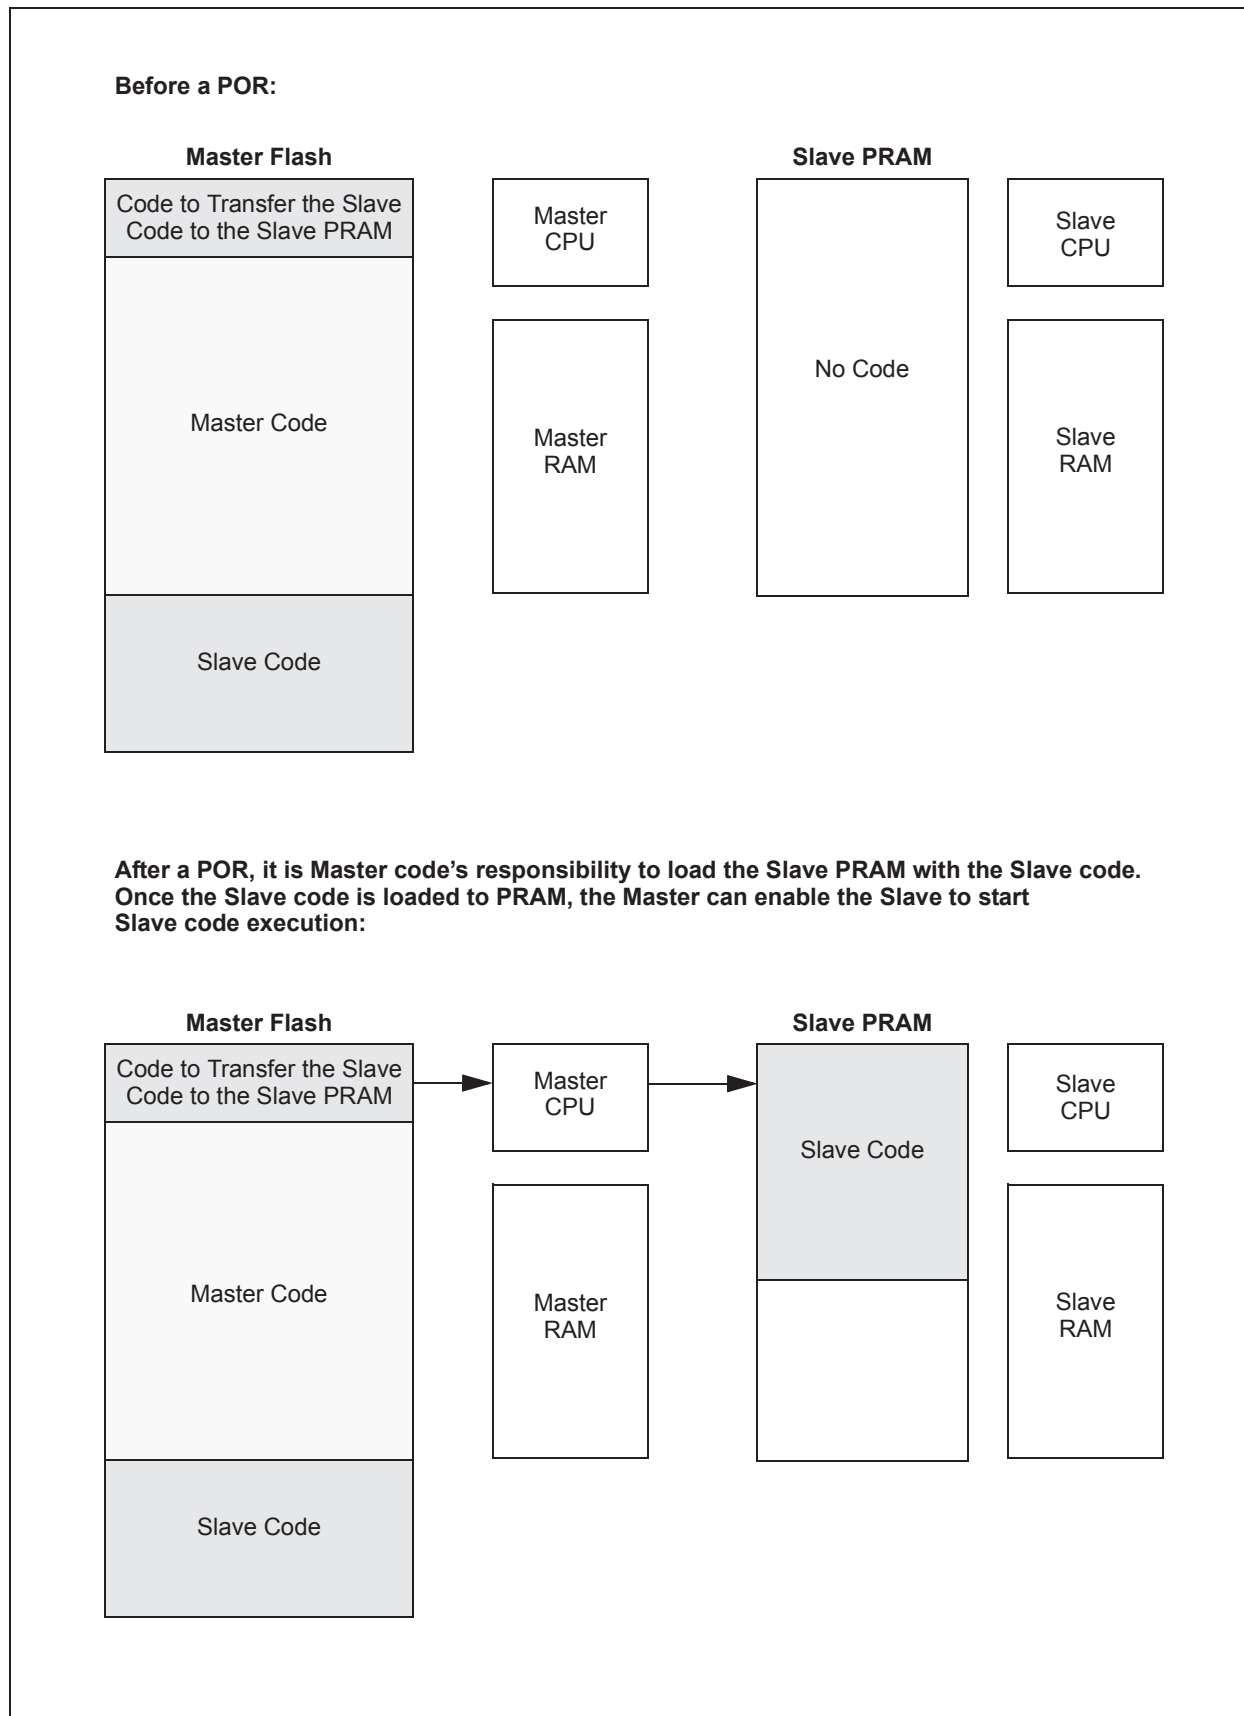 Before a POR:
Master Flash
Slave PRAM
Code to Transfer the Slave
Code to the Slave PRAM
Master
CPU
Slave
CPU
No Code
Master Code
Master
RAM
Slave
RAM
Slave Code
After a POR, it is Master code’s responsibility to load the Slave PRAM with the Slave code.
Once the Slave code is loaded to PRAM, the Master can enable the Slave to start
Slave code execution:
Master Flash
Slave PRAM
Code to Transfer the Slave
Code to the Slave PRAM
Master
CPU
Slave
CPU
Slave Code
Master Code
Master
RAM
Slave
RAM
Slave Code